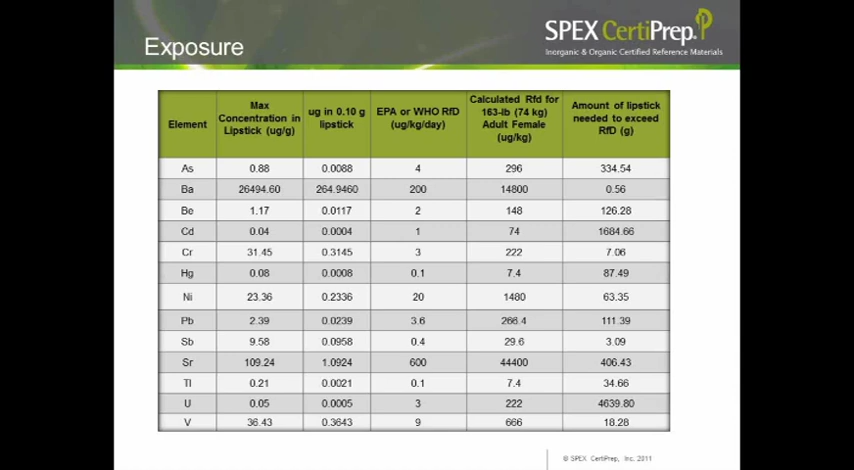 Exposure
SPEX CertiPrep.
Inorganic & Organic Certified Reference Materials
Element Max Concentration in Lipstick (ug/g) ug in 0.10 g lipstick EPA or WHO RfD (ug/kg/day) Calculated Rfd for 163-lb (74 kg) Adult Female (ug/kg) Amount of lipstick needed to exceed RfD (g)
As 0.88 0.0088 4 296 334.54
Ba 26494.60 264.9460 200 14800 0.56
Be 1.17 0.0117 2 148 126.28
Cd 0.04 0.0004 1 74 1684.66
Cr 31.45 0.3145 3 222 7.06
Hg 0.08 0.0008 0.1 7.4 87.49
Ni 23.36 0.2336 20 1480 63.35
Pb 2.39 0.0239 3.6 266.4 111.39
Sb 9.58 0.0958 0.4 29.6 3.09
Sr 109.24 1.0924 600 44400 406.43
Tl 0.21 0.0021 0.1 7.4 34.66
U 0.05 0.0005 3 222 4639.80
V 36.43 0.3643 9 666 18.28
© SPEX CertiPrep, Inc. 2011